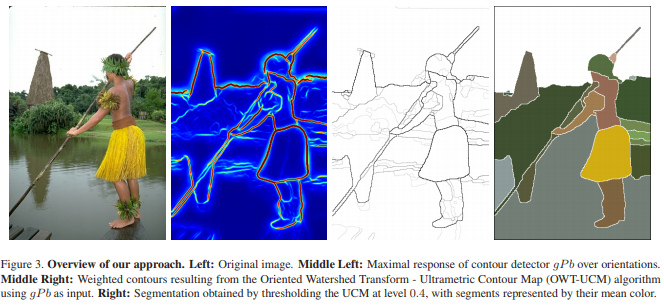 Figure 3. Overview of our approach. Left: Original image. Middle Left: Maximal response of contour detector gPb over orientations.
Middle Right: Weighted contours resulting from the Oriented Watershed Transform - Ultrametric Contour Map (OWT-UCM) algorithm
using gPb as input. Right: Segmentation obtained by thresholding the UCM at level 0.4, with segments represented by their mean color.